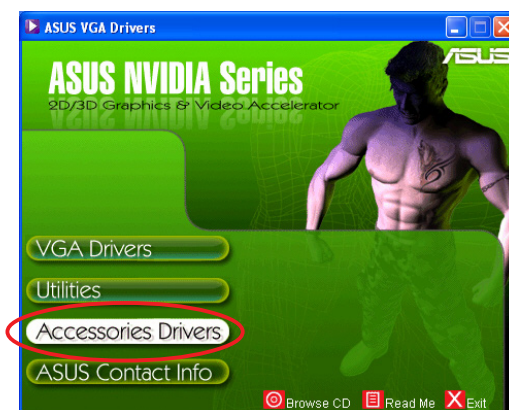 ASUS VGA Drivers
ASUS
ASUS NVIDIA Series
2D/3D Graphics & Video Accelerator
VGA Drivers
Utilities
Accessories Drivers
ASUS Contact Info
Browse CD Read Me Exit